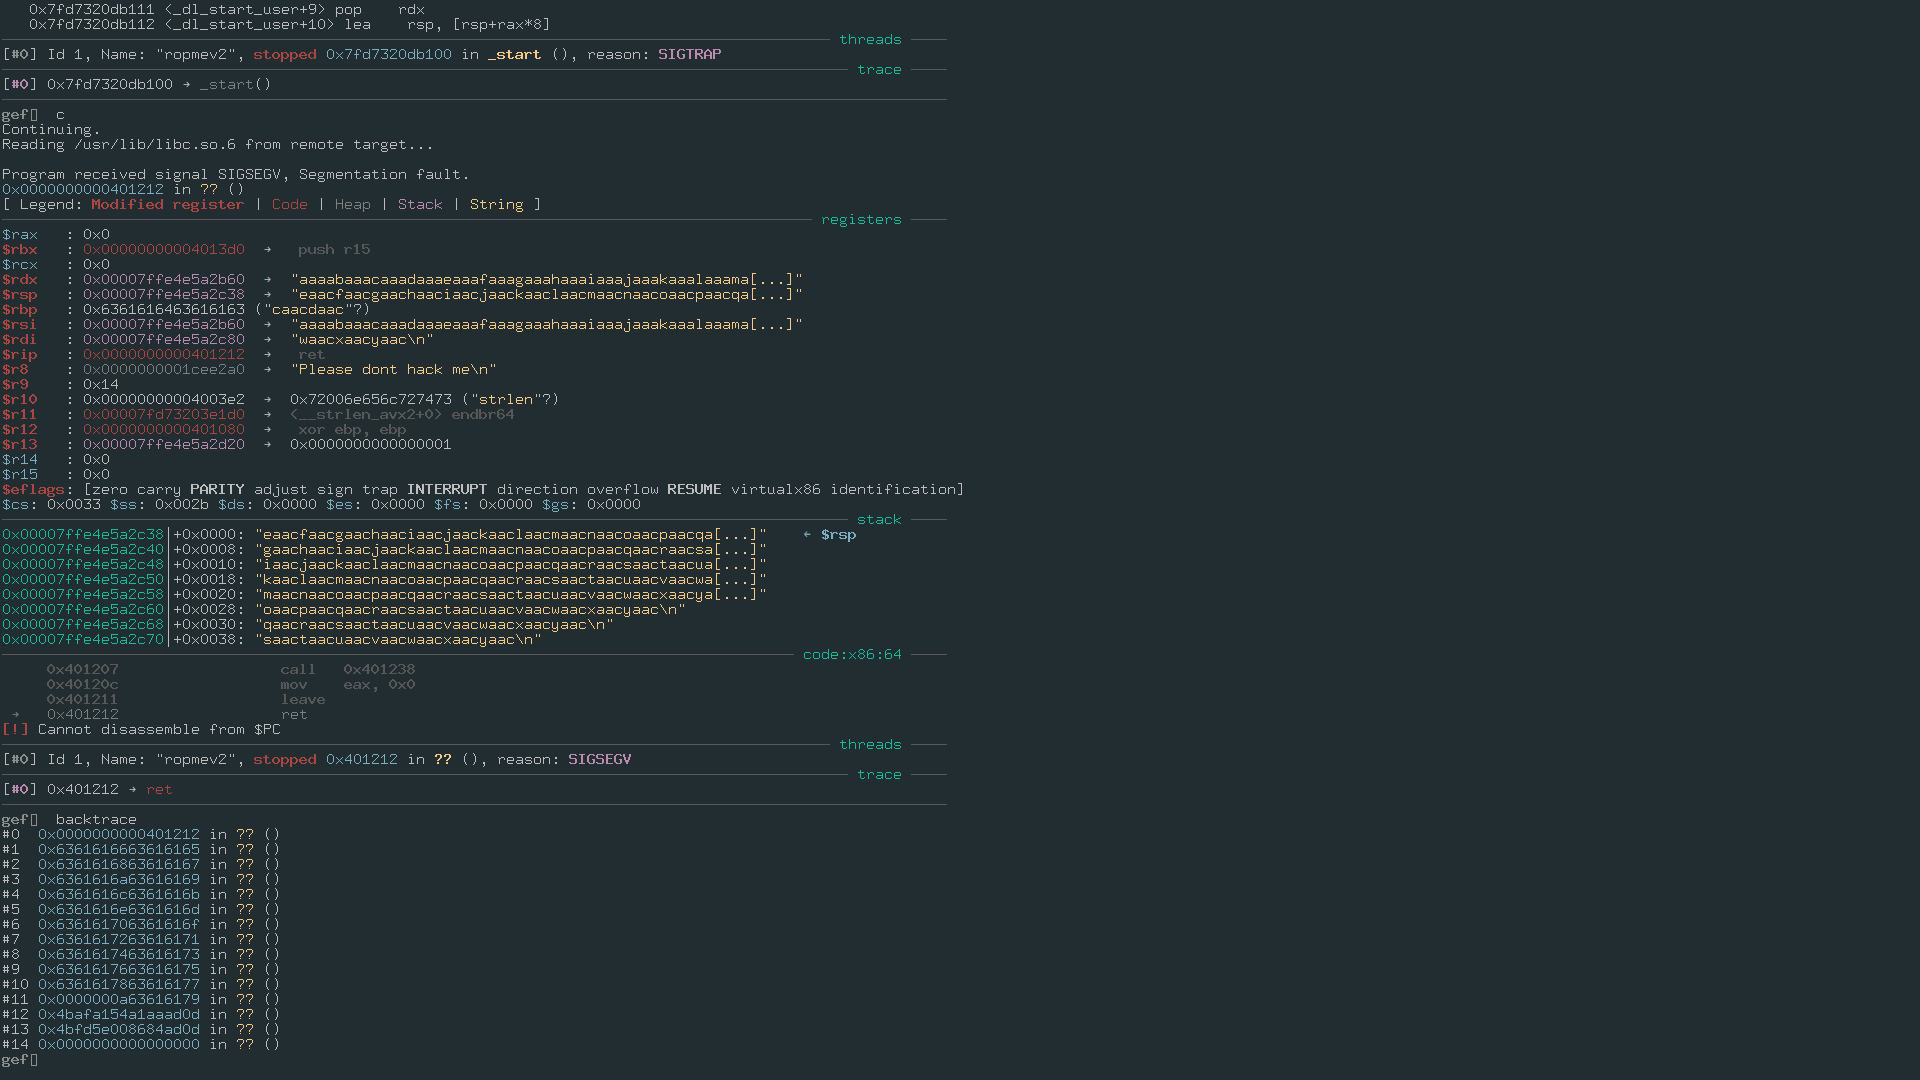 0x7fd7320db111 <_dl_start_user+9> pop    rdx
0x7fd7320db112 <_dl_start_user+10> lea    rsp, [rsp+rax*8]
threads
[#0] Id 1, Name: "ropmev2", stopped 0x7fd7320db100 in _start (), reason: SIGTRAP
trace
[#0] 0x7fd7320db100 → _start()
gef▯  c
Continuing.
Reading /usr/lib/libc.so.6 from remote target...
Program received signal SIGSEGV, Segmentation fault.
0x0000000000401212 in ?? ()
[ Legend: Modified register | Code | Heap | Stack | String ]
registers
$rax   : 0x0
$rbx   : 0x00000000004013d0  →  push r15
$rcx   : 0x0
$rdx   : 0x00007ffe4e5a2b60  →  "aaaabaaacaaadaaaeaaafaaagaaahaaaiaaajaaakaaalaaama[...]"
$rsp   : 0x00007ffe4e5a2c38  →  "eaacfaacgaachaaciaacjaackaaclaacmaacnaacoaacpaacqa[...]"
$rbp   : 0x6361616463616163 ("caacdaac"?)
$rsi   : 0x00007ffe4e5a2b60  →  "aaaabaaacaaadaaaeaaafaaagaaahaaaiaaajaaakaaalaaama[...]"
$rdi   : 0x00007ffe4e5a2c80  →  "waacxaacyaac\n"
$rip   : 0x0000000000401212  →  ret
$r8    : 0x0000000001cee2a0  →  "Please dont hack me\n"
$r9    : 0x14
$r10   : 0x00000000004003e2  →  0x72006e656c727473 ("strlen"?)
$r11   : 0x00007fd73203e1d0  →  <__strlen_avx2+0> endbr64
$r12   : 0x0000000000401080  →  xor ebp, ebp
$r13   : 0x00007ffe4e5a2d20  →  0x0000000000000001
$r14   : 0x0
$r15   : 0x0
$eflags: [zero carry PARITY adjust sign trap INTERRUPT direction overflow RESUME virtualx86 identification]
$cs: 0x0033 $ss: 0x002b $ds: 0x0000 $es: 0x0000 $fs: 0x0000 $gs: 0x0000
stack
0x00007ffe4e5a2c38│+0x0000: "eaacfaacgaachaaciaacjaackaaclaacmaacnaacoaacpaacqa[...]"    ← $rsp
0x00007ffe4e5a2c40│+0x0008: "gaachaaciaacjaackaaclaacmaacnaacoaacpaacqaacraacsa[...]"
0x00007ffe4e5a2c48│+0x0010: "iaacjaackaaclaacmaacnaacoaacpaacqaacraacsaactaacua[...]"
0x00007ffe4e5a2c50│+0x0018: "kaaclaacmaacnaacoaacpaacqaacraacsaactaacuaacvaacwa[...]"
0x00007ffe4e5a2c58│+0x0020: "maacnaacoaacpaacqaacraacsaactaacuaacvaacwaacxaacya[...]"
0x00007ffe4e5a2c60│+0x0028: "oaacpaacqaacraacsaactaacuaacvaacwaacxaacyaac\n"
0x00007ffe4e5a2c68│+0x0030: "qaacraacsaactaacuaacvaacwaacxaacyaac\n"
0x00007ffe4e5a2c70│+0x0038: "saactaacuaacvaacwaacxaacyaac\n"
code:x86:64
0x401207                  call   0x401238
0x40120c                  mov    eax, 0x0
0x401211                  leave
→   0x401212                  ret
[!] Cannot disassemble from $PC
threads
[#0] Id 1, Name: "ropmev2", stopped 0x401212 in ?? (), reason: SIGSEGV
trace
[#0] 0x401212 → ret
gef▯  backtrace
#0  0x0000000000401212 in ?? ()
#1  0x6361616663616165 in ?? ()
#2  0x6361616863616167 in ?? ()
#3  0x6361616a63616169 in ?? ()
#4  0x6361616c6361616b in ?? ()
#5  0x6361616e6361616d in ?? ()
#6  0x636161706361616f in ?? ()
#7  0x6361617263616171 in ?? ()
#8  0x6361617463616173 in ?? ()
#9  0x6361617663616175 in ?? ()
#10 0x6361617863616177 in ?? ()
#11 0x0000000a63616179 in ?? ()
#12 0x4bafa154a1aaad0d in ?? ()
#13 0x4bfd5e008684ad0d in ?? ()
#14 0x0000000000000000 in ?? ()
gef▯